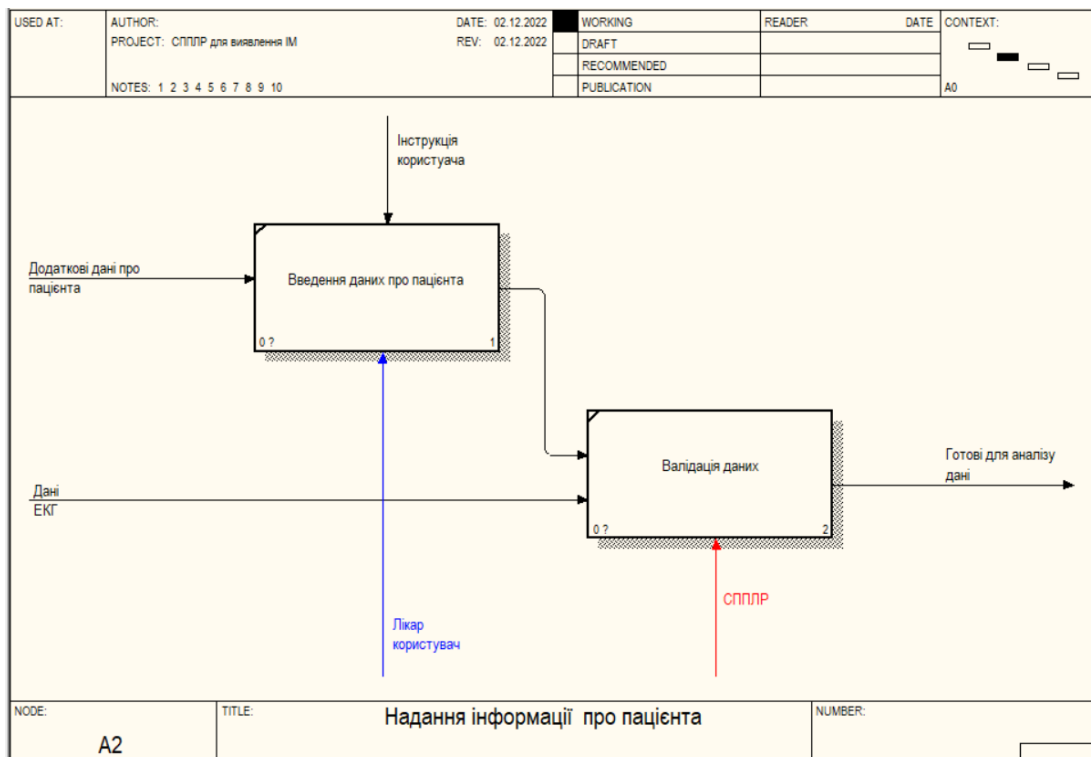 USED AT:
AUTHOR:
DATE: 02.12.2022
WORKING
READER
DATE
CONTEXT:
PROJECT: СППЛР для виявлення ІМ
REV: 02.12.2022
DRAFT
RECOMMENDED
NOTES: 1 2 3 4 5 6 7 8 9 10
PUBLICATION
A0
Інструкція
користувача
Додаткові дані про
пацієнта
Введення даних про пацієнта
0 ?
1
Валідація даних
0 ?
2
Готові для аналізу
дані
Дані
ЕКГ
СППЛР
Лікар
користувач
NODE:
A2
TITLE:
Надання інформації про пацієнта
NUMBER: